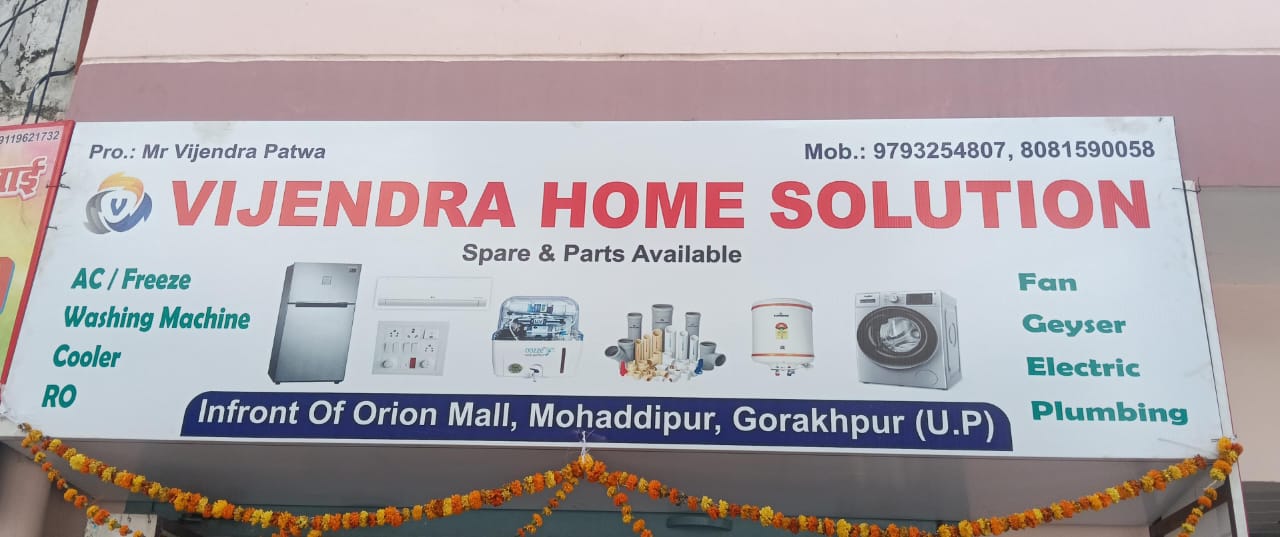 9119621732
Pro.: Mr Vijendra Patwa
Mob.: 9793254807, 8081590058
VIJENDRA HOME SOLUTION
Spare & Parts Available
AC / Freeze
Washing Machine
Cooler
RO
Fan
Geyser
Electric
Plumbing
Infront Of Orion Mall, Mohaddipur, Gorakhpur (U.P)